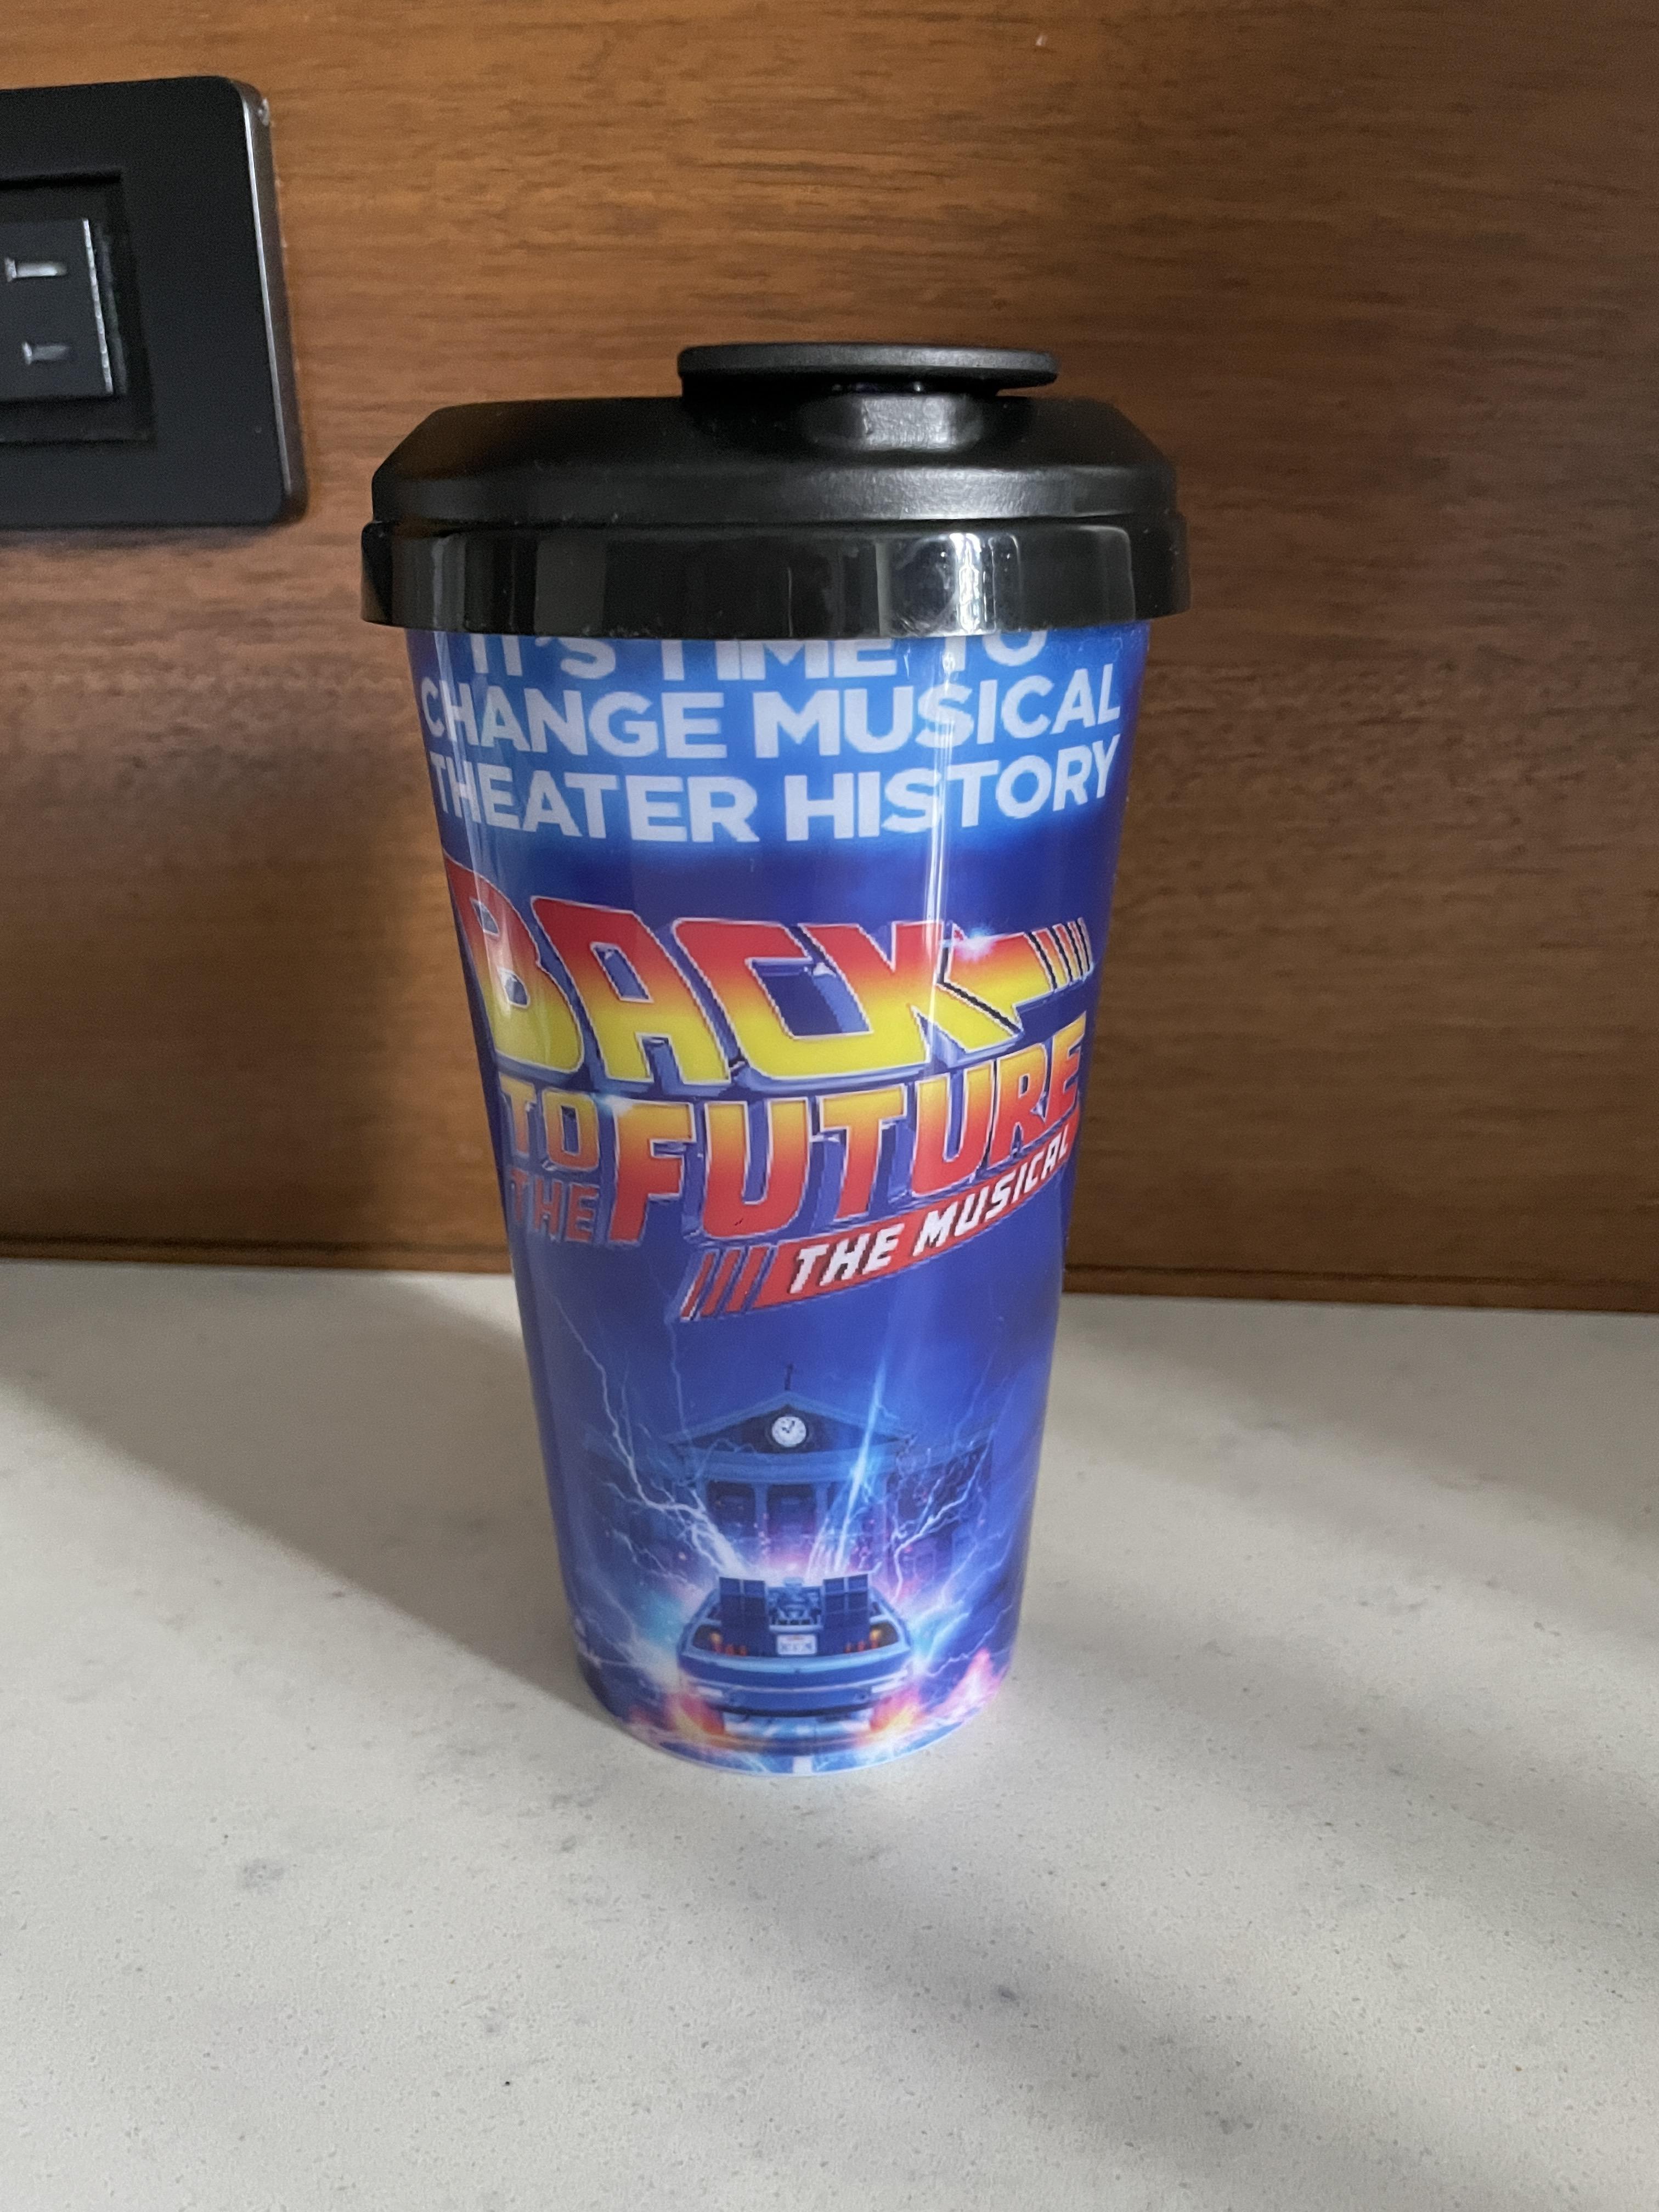 IT'S TIME TO
CHANGE MUSICAL
THEATER HISTORY
BACK
TO
THE
FUTURE
THE MUSICAL